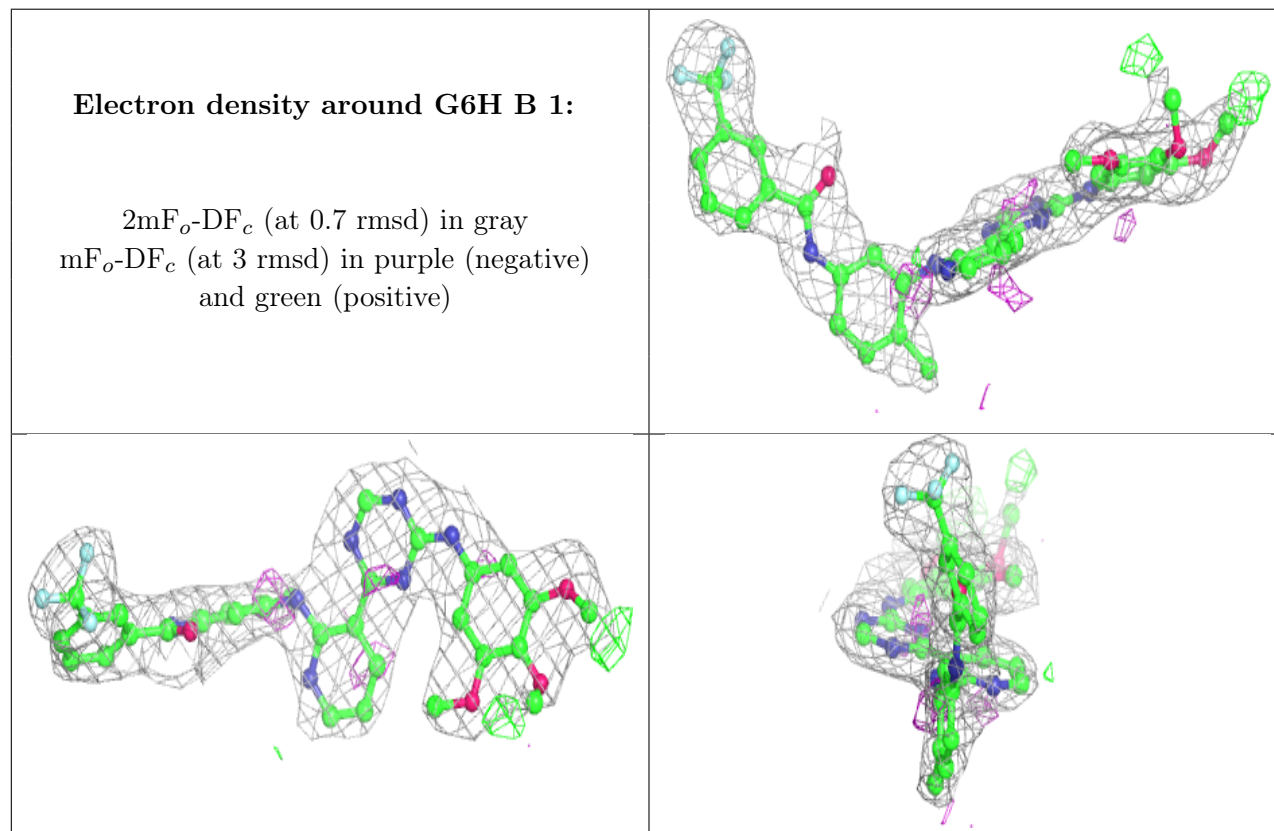 Electron density around G6H B 1:
2mFo-DFc (at 0.7 rmsd) in gray
mFo-DFc (at 3 rmsd) in purple (negative)
and green (positive)